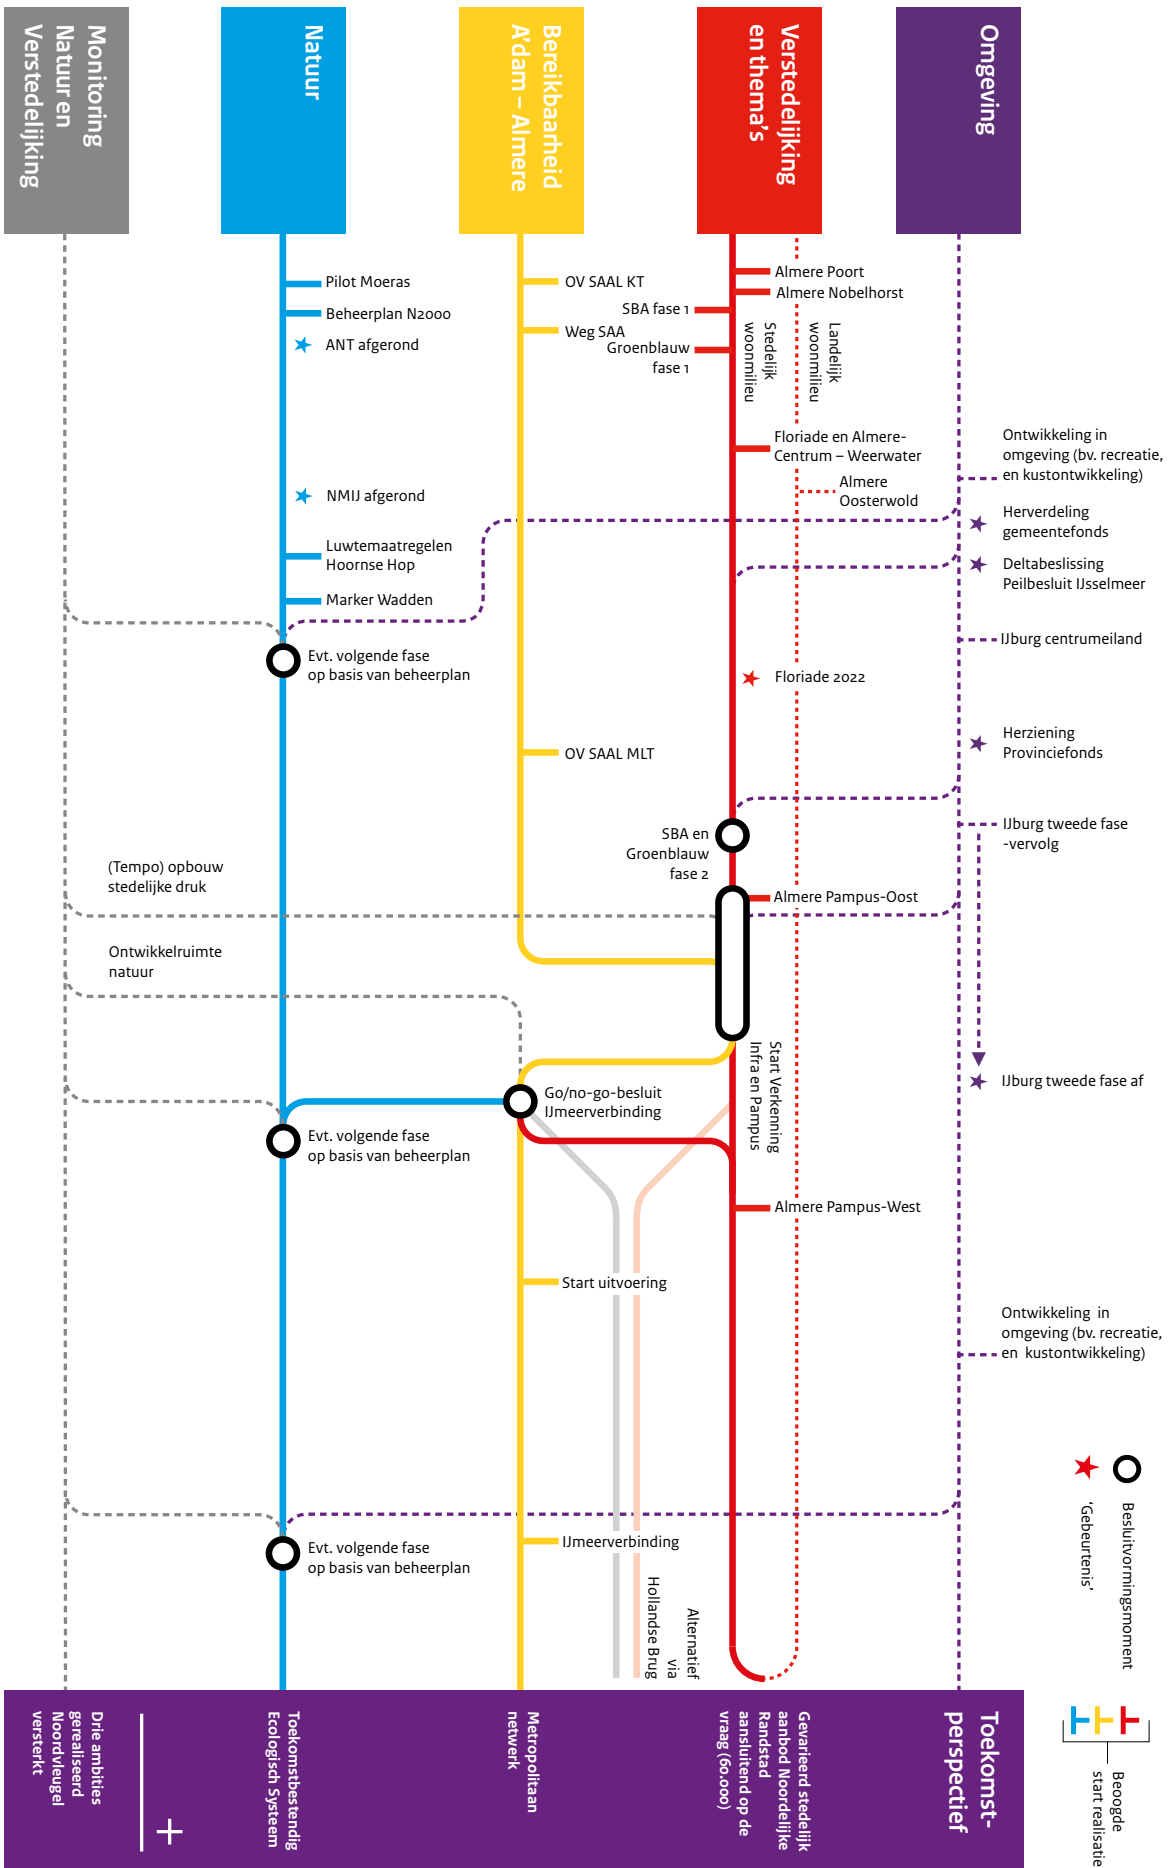 Monitoring
Natuur en
Verstedelijking
Natuur
Bereikbaarheid
A'dam – Almere
Verstedelijking
en thema's
Omgeving
Pilot Moeras
Beheerplan N2000
ANT afgerond
NMIJ afgerond
Luwtemaatregelen
Hoornse Hop
Marker Wadden
Evt. volgende fase
op basis van beheerplan
(Tempo) opbouw
stedelijke druk
Ontwikkelruimte
natuur
Evt. volgende fase
op basis van beheerplan
Evt. volgende fase
op basis van beheerplan
OV SAAL KT
Weg SAA
OV SAAL MLT
Go/no-go-besluit
IJmeerverbinding
Start uitvoering
IJmeerverbinding
Alternatief
via
Hollandse Brug
SBA fase 1
Groenblauw
fase 1
Almere Poort
Almere Nobelhorst
Stedelijk
woonmilieu
Landelijk
woonmilieu
Floriade en Almere-
Centrum – Weerwater
Almere
Oosterwold
Floriade 2022
SBA en
Groenblauw
fase 2
Almere Pampus-Oost
Start Verkenning
Infra en Pampus
Almere Pampus-West
Ontwikkeling in
omgeving (bv. recreatie,
en kustontwikkeling)
Herverdeling
gemeentefonds
Deltabeslissing
Peilbesluit IJsselmeer
IJburg centrumeiland
Herziening
Provinciefonds
IJburg tweede fase
-vervolg
IJburg tweede fase af
Ontwikkeling in
omgeving (bv. recreatie,
en kustontwikkeling)
Besluitvormingsmoment
'Gebeurtenis'
Beoogde
start realisatie
Toekomst-
perspectief
Gevarieerd stedelijk
aanbod Noordelijke
Randstad
aansluitend op de
vraag (60.000)
Metropolitaan
netwerk
Toekomstbestendig
Ecologisch Systeem
+
Drie ambities
gerealiseerd
Noordvleugel
versterkt